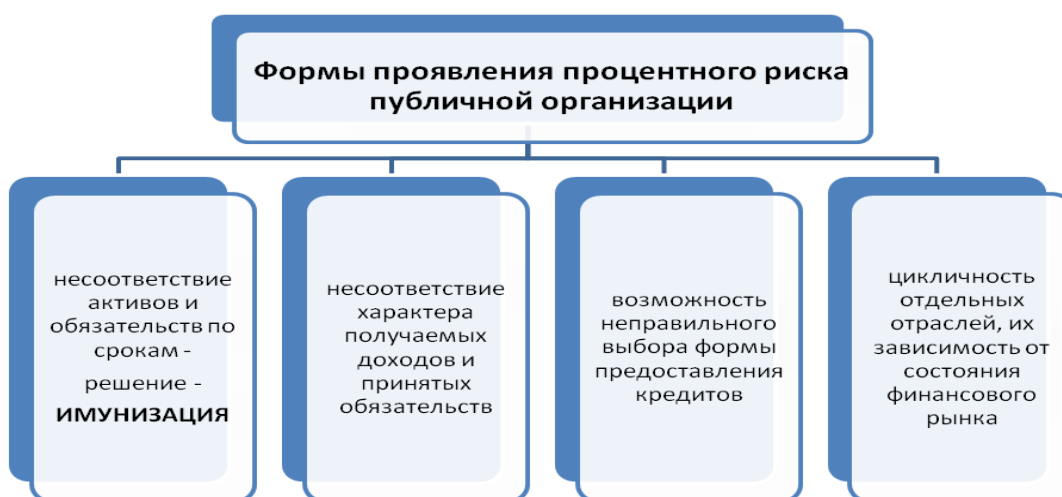 Формы проявления процентного риска
публичной организации
несоответствие
активов и
обязательств по
срокам -
решение -
ИМУНИЗАЦИЯ
несоответствие
характера
получаемых
доходов и
принятых
обязательств
возможность
неправильного
выбора формы
предоставления
кредитов
цикличность
отдельных
отраслей, их
зависимость от
состояния
финансового
рынка